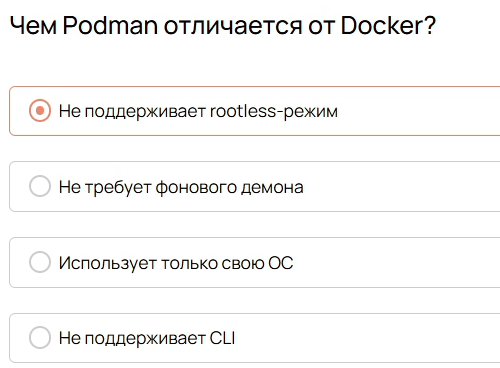 Чем Podman отличается от Docker?
Не поддерживает rootless-режим
Не требует фонового демона
Использует только свою ОС
Не поддерживает CLI